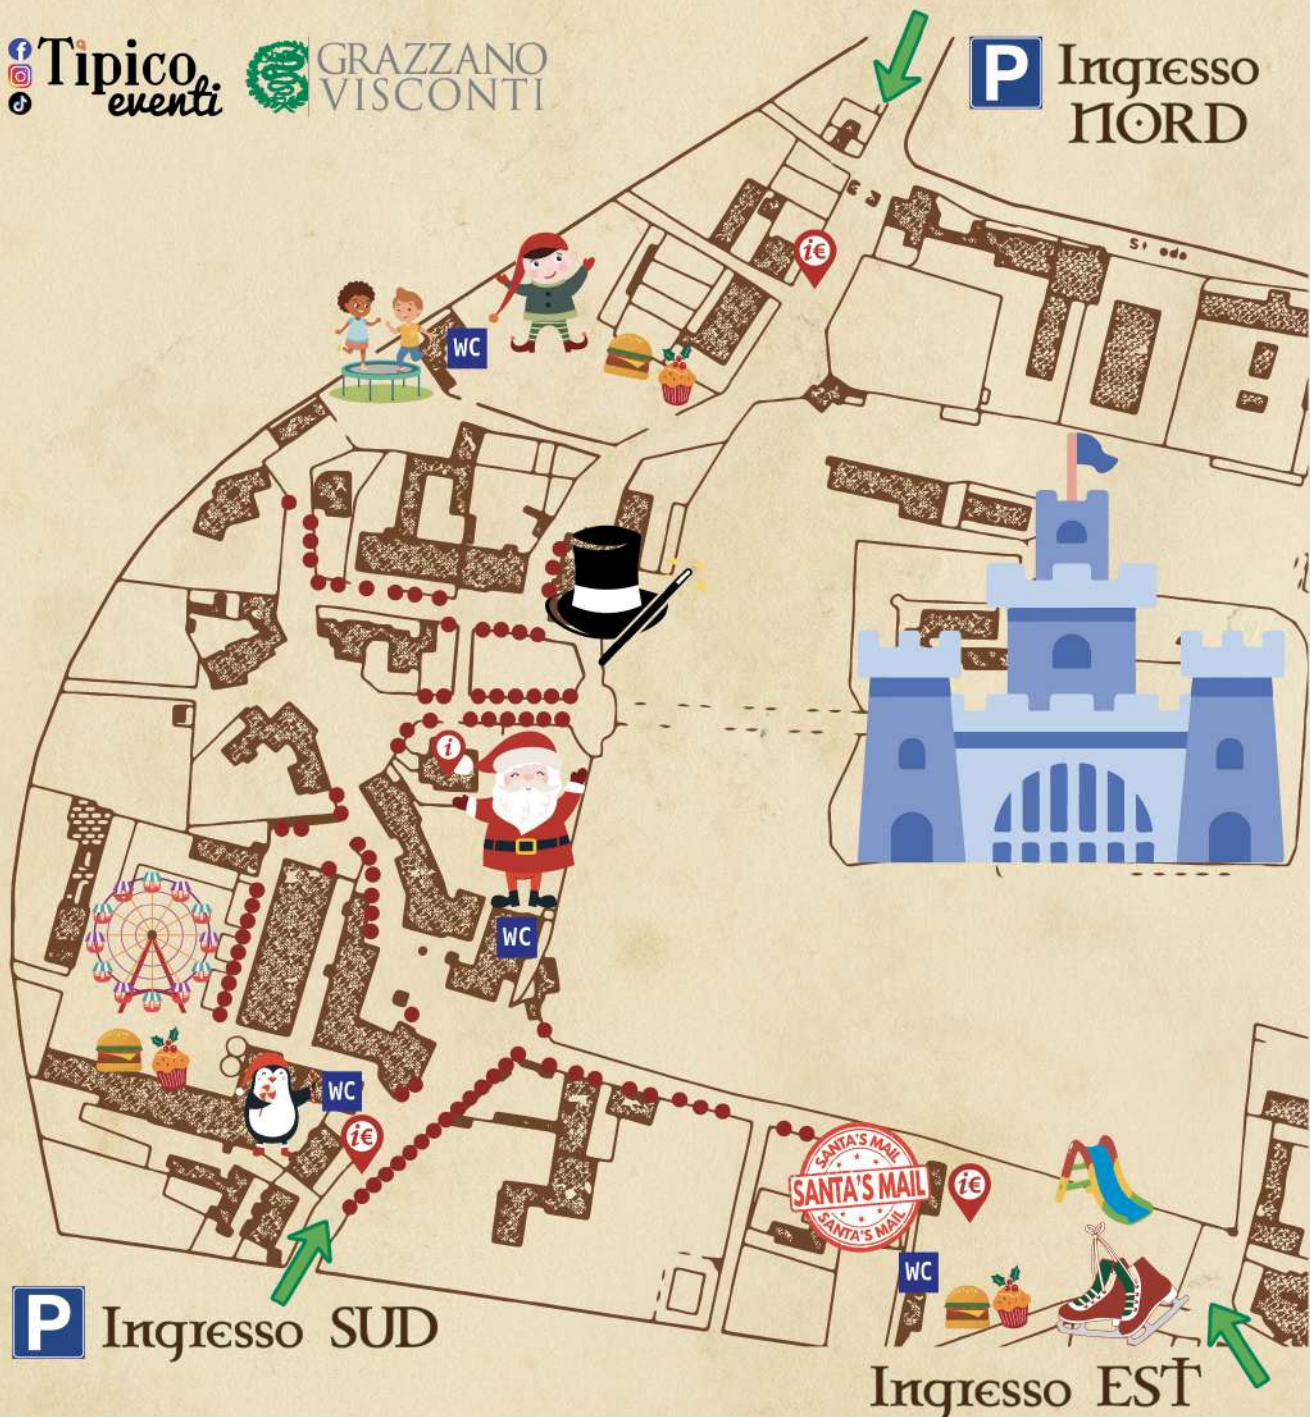 Tipico
eventi
GRAZZANO
VISCONTI
P
Ingresso
NORD
i€
WC
i
WC
WC
i€
SANTA'S MAIL
SANTA'S MAIL
SANTA'S MAIL
i€
WC
P
Ingresso SUD
Ingresso EST